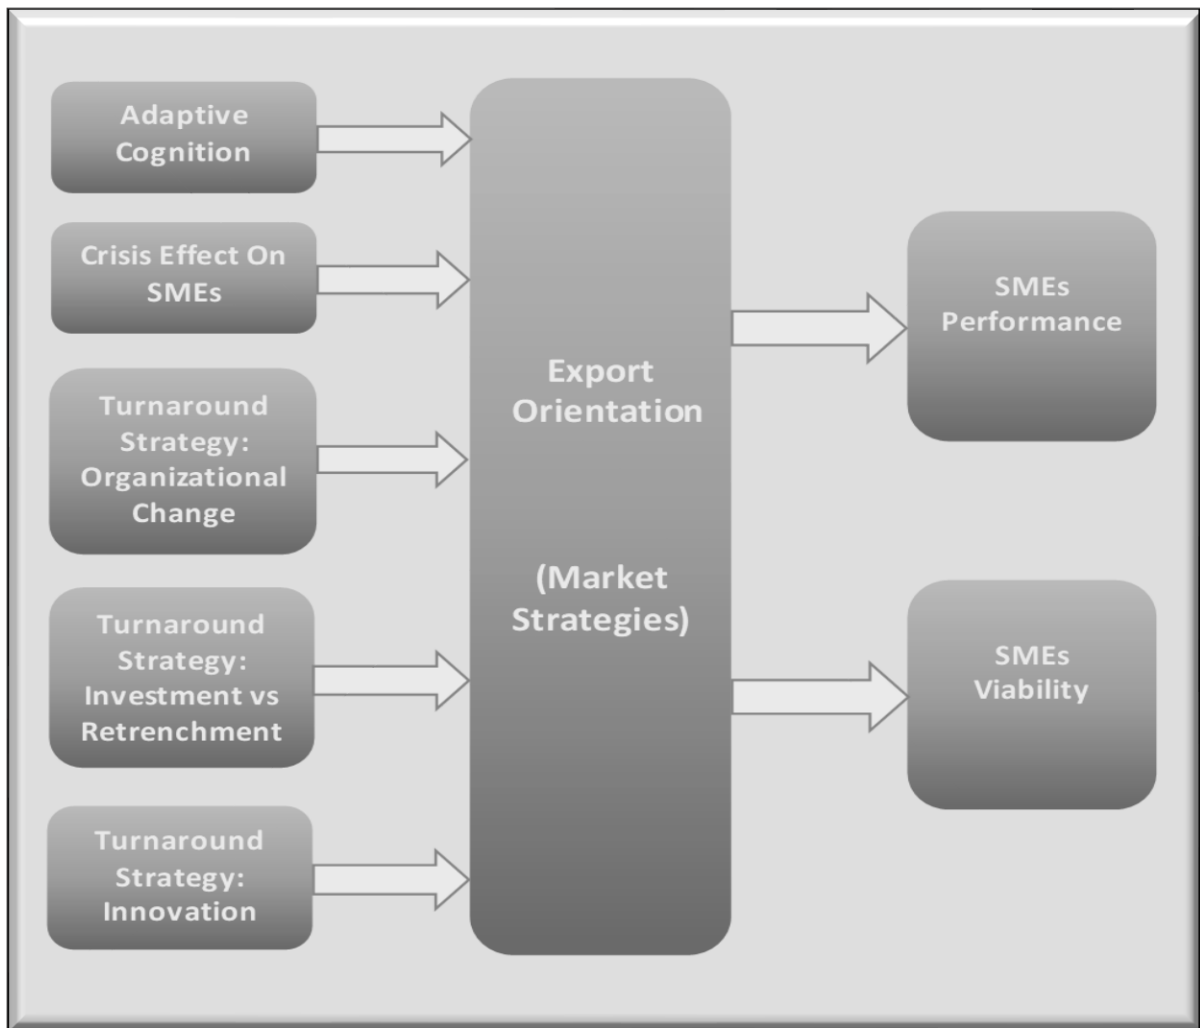 Adaptive
Cognition
Crisis Effect On
SMEs
Turnaround
Strategy:
Organizational
Change
Turnaround
Strategy:
Investment vs
Retrenchment
Turnaround
Strategy:
Innovation
Export
Orientation
(Market
Strategies)
SMEs
Performance
SMEs
Viability